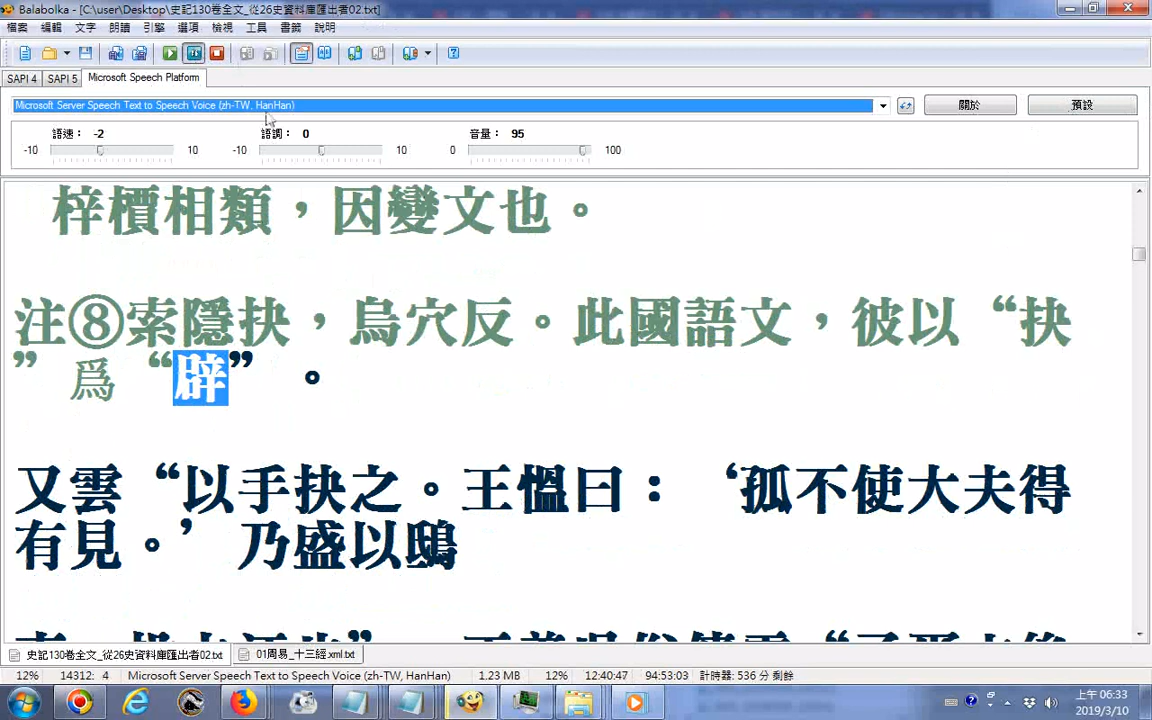 Balabolka - [C:\user\Desktop\史記130卷全文_從26史資料庫匯出者02.txt]
檔案 編輯 文字 朗讀 引擎 選項 檢視 工具 書籤 說明
SAPI 4 SAPI 5 Microsoft Speech Platform
Microsoft Server Speech Text to Speech Voice (zh-TW, HanHan) 關於 預設
語速： -2 語調： 0 音量： 95
-10 10 -10 10 0 100
梓檟相類，因變文也。
注⑧索隱抉，烏穴反。此國語文，彼以“抉
”爲“辟”。
又雲“以手抉之。王慍曰：‘孤不使大夫得
有見。’乃盛以鴟
史記130卷全文_從26史資料庫匯出者02.txt 01周易_十三經.xml.txt
12% 14312: 4 Microsoft Server Speech Text to Speech Voice (zh-TW, HanHan) 1.23 MB 12% 12:40:47 94:53:03 計時器: 536 分 剩餘
上午 06:33
2019/3/10